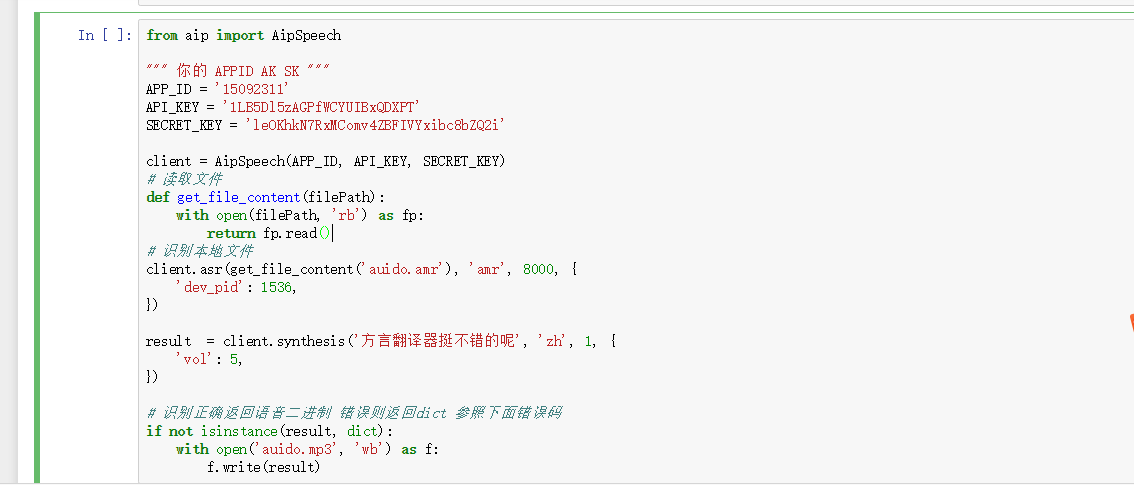 In [ ]: from aip import AipSpeech
""" 你的 APPID AK SK """
APP_ID = '15092311'
API_KEY = '1LB5Dl5zAGPfWCYUIBxQDXPT'
SECRET_KEY = 'leOKhkN7RxMComv4ZBFIVYxibc8bZQ2i'
client = AipSpeech(APP_ID, API_KEY, SECRET_KEY)
# 读取文件
def get_file_content(filePath):
    with open(filePath, 'rb') as fp:
        return fp.read()
# 识别本地文件
client.asr(get_file_content('auido.amr'), 'amr', 8000, {
    'dev_pid': 1536,
})
result  = client.synthesis('方言翻译器挺不错的呢', 'zh', 1, {
    'vol': 5,
})
# 识别正确返回语音二进制 错误则返回dict 参照下面错误码
if not isinstance(result, dict):
    with open('auido.mp3', 'wb') as f:
        f.write(result)